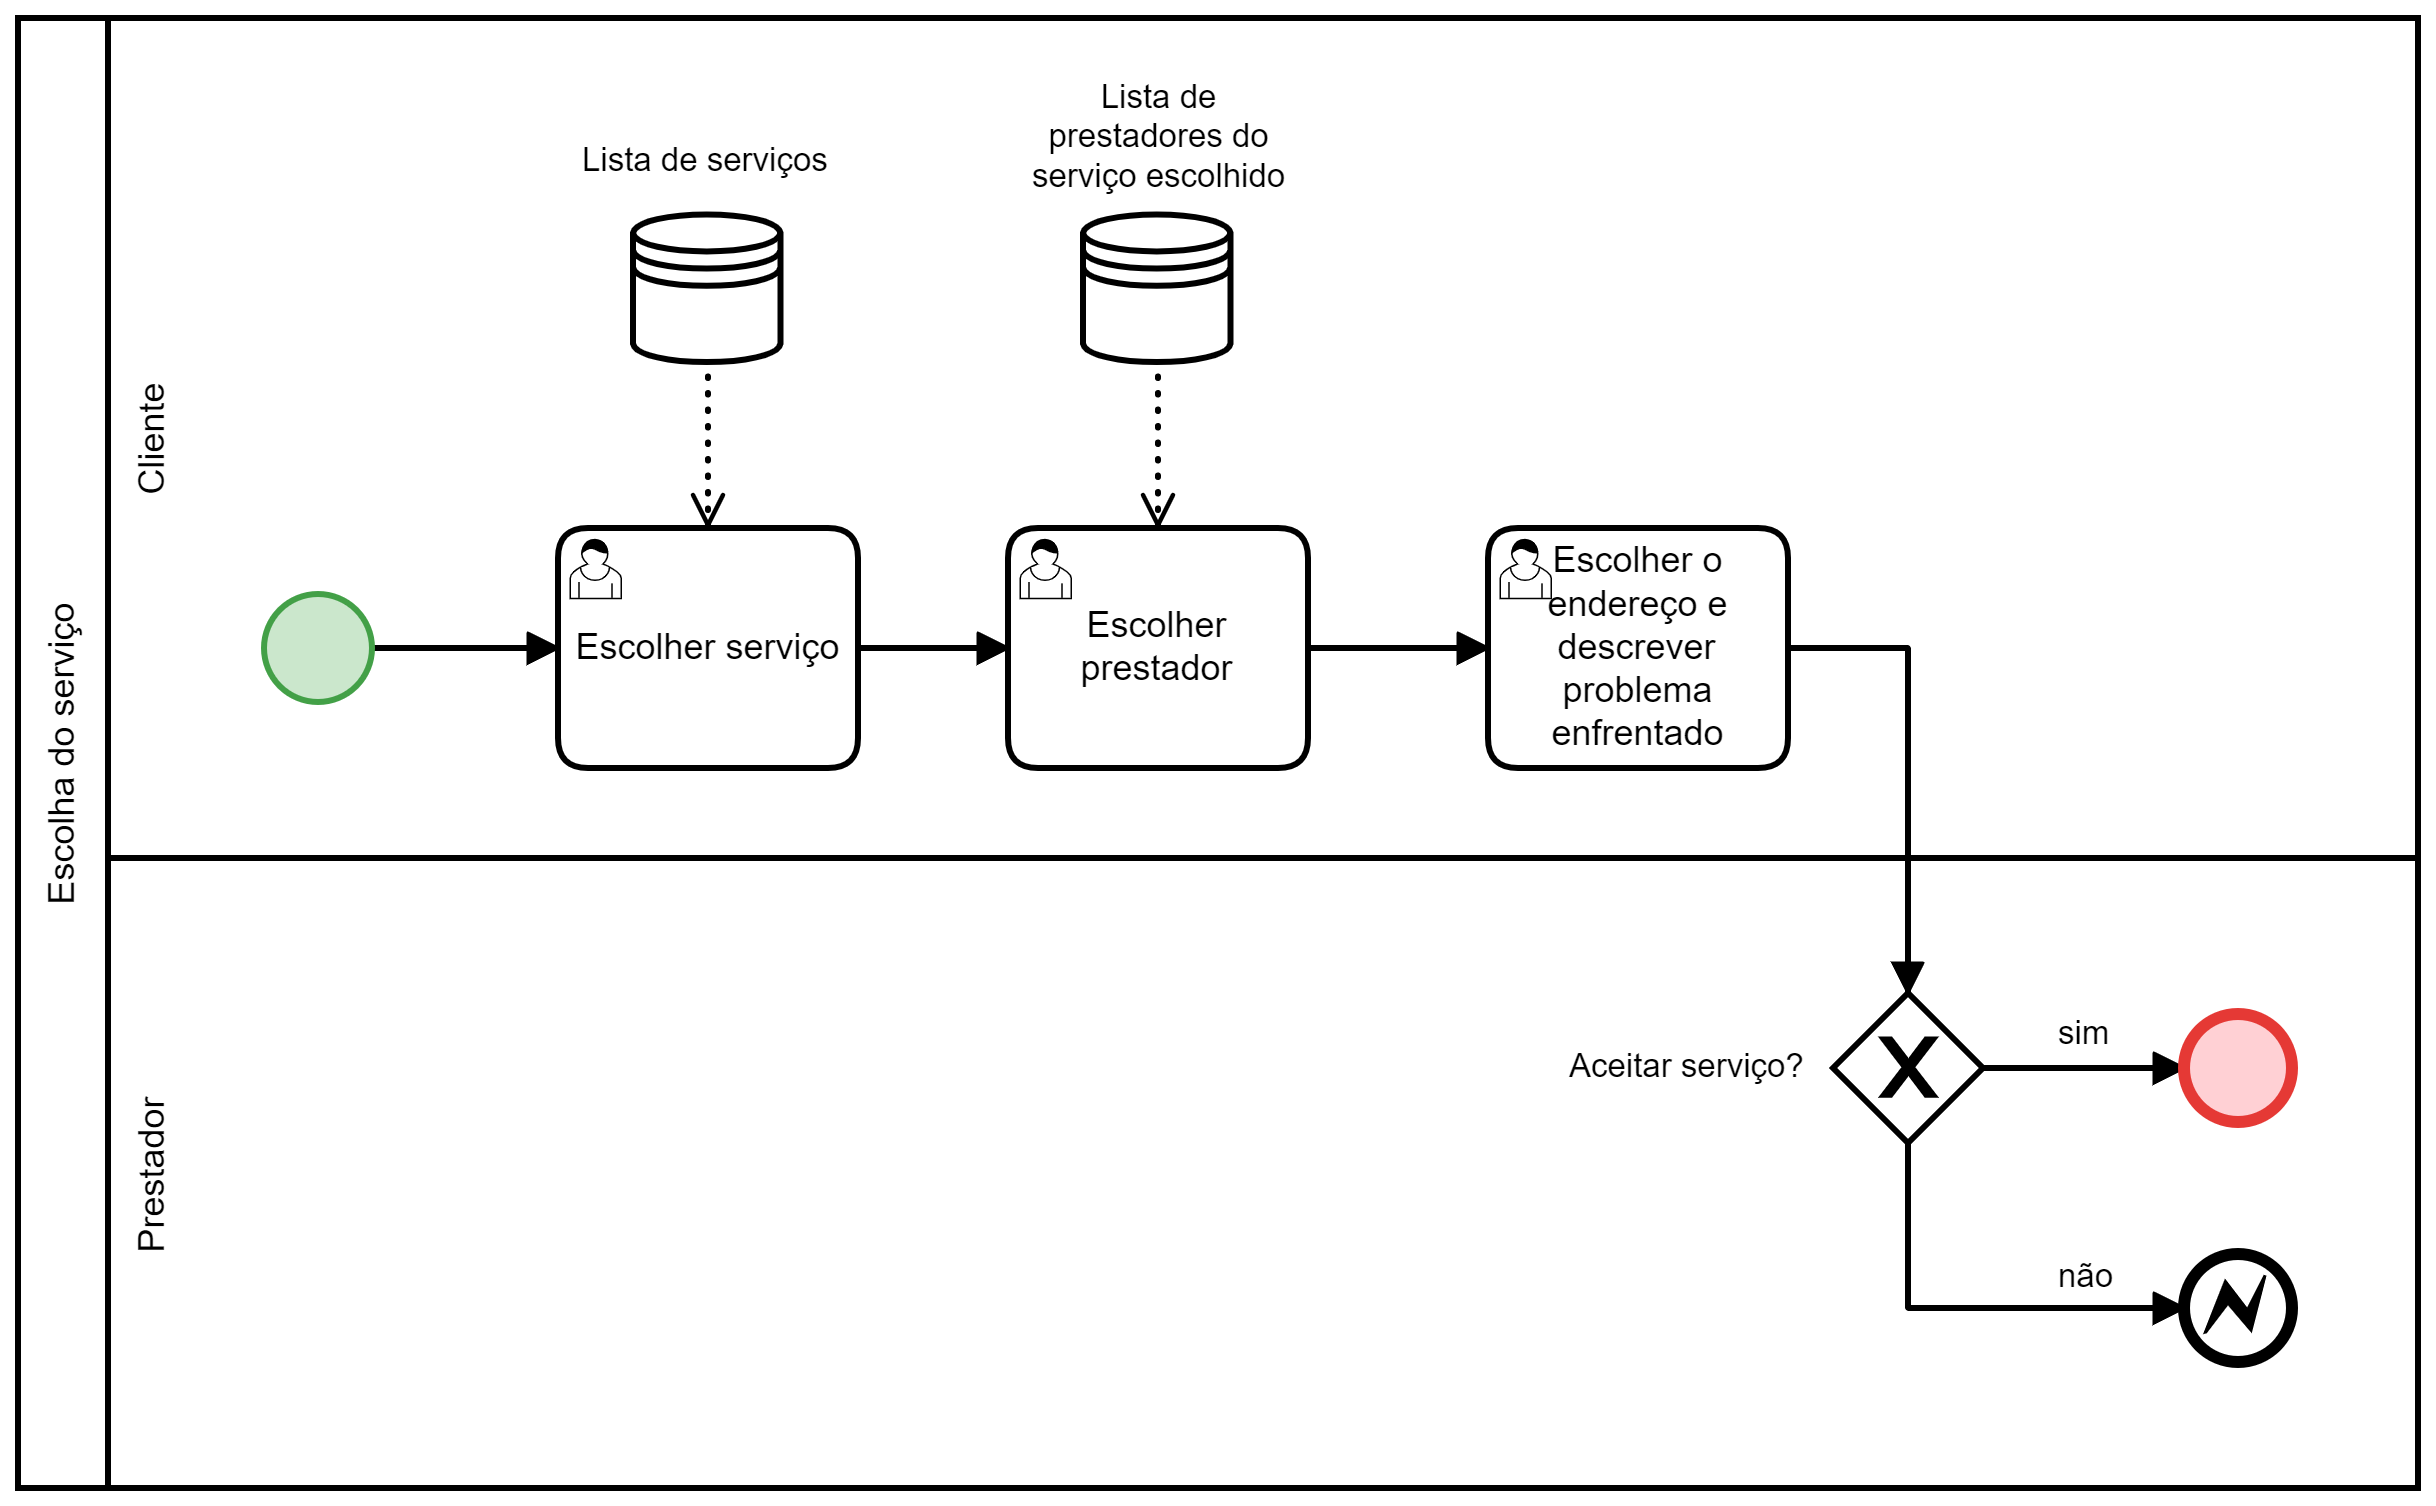 Escolha do serviço
Cliente
Lista de serviços
Lista de
prestadores do
serviço escolhido
Escolher serviço
Escolher
prestador
Escolher o
endereço e
descrever
problema
enfrentado
Prestador
Aceitar serviço?
sim
não